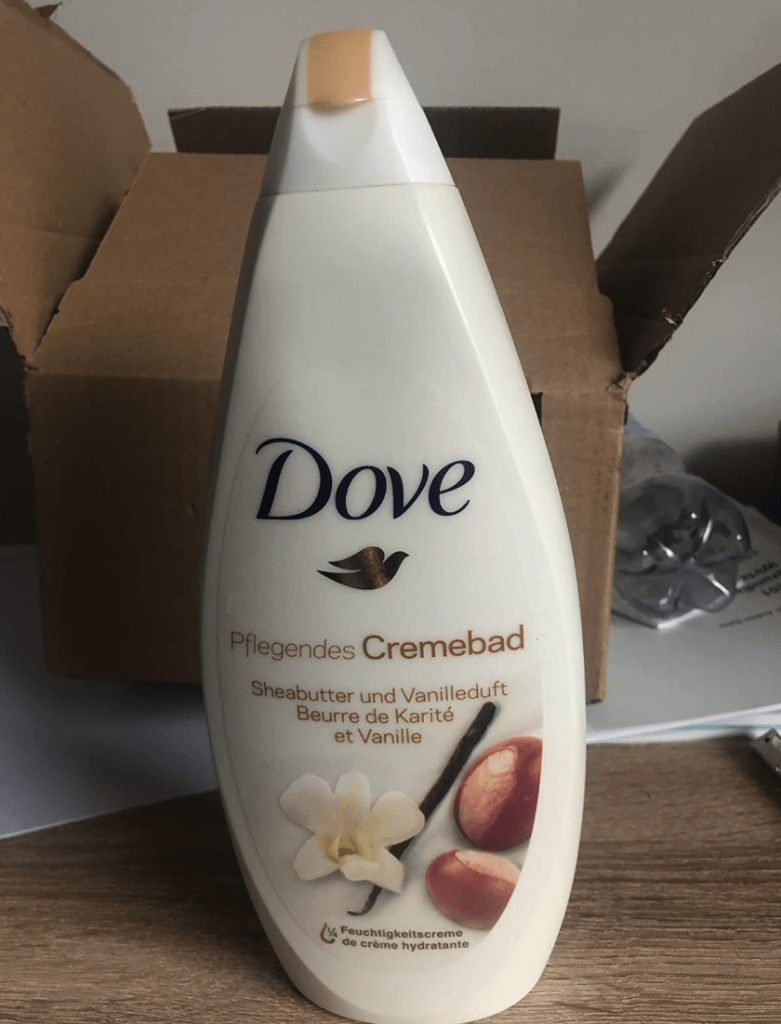 Dove
Pflegendes Cremebad
Sheabutter und Vanilleduft
Beurre de Karité
et Vanille
¼ Feuchtigkeitscreme
de crème hydratante